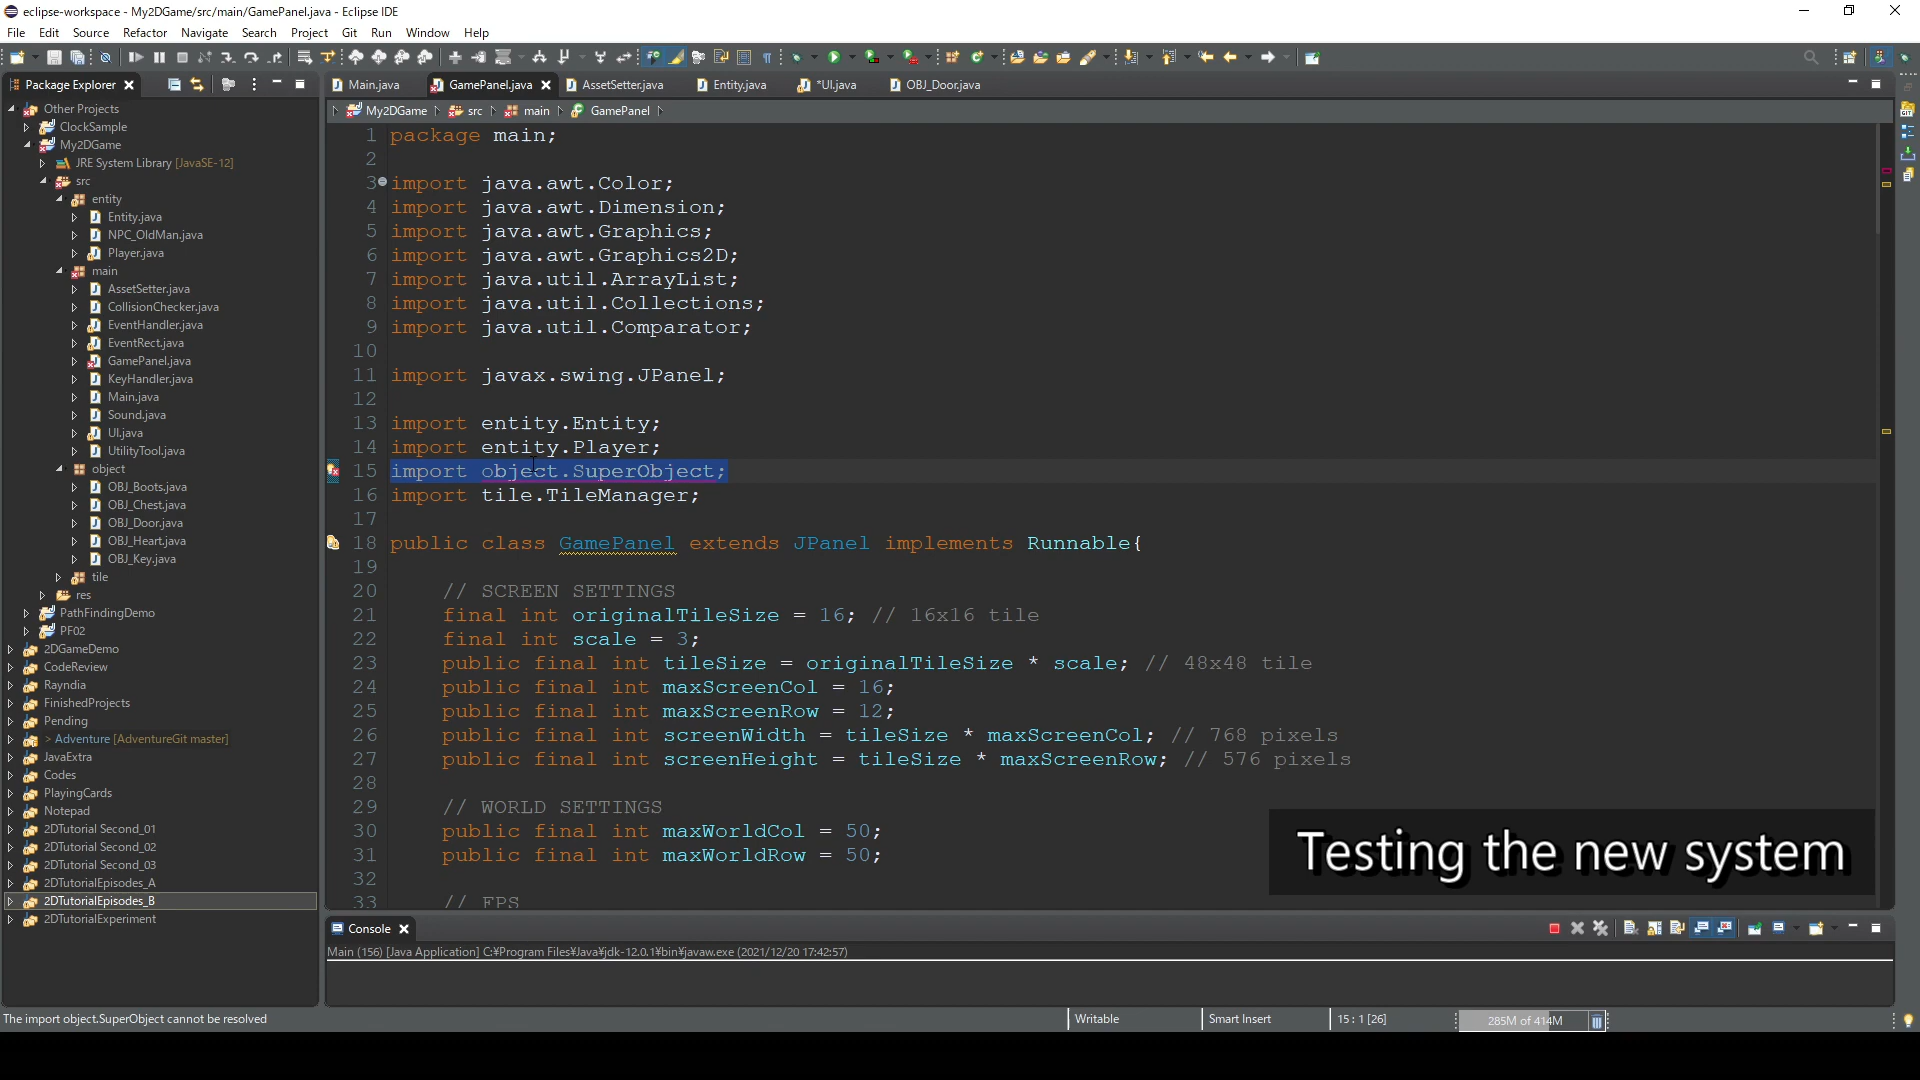 eclipse-workspace - My2DGame/src/main/GamePanel.java - Eclipse IDE
File Edit Source Refactor Navigate Search Project Git Run Window Help
Package Explorer
Main.java GamePanel.java AssetSetter.java Entity.java *UI.java OBJ_Door.java
My2DGame src main GamePanel
Other Projects
ClockSample
My2DGame
JRE System Library [JavaSE-12]
src
entity
Entity.java
NPC_OldMan.java
Player.java
main
AssetSetter.java
CollisionChecker.java
EventHandler.java
EventRect.java
GamePanel.java
KeyHandler.java
Main.java
Sound.java
UI.java
UtilityTool.java
object
OBJ_Boots.java
OBJ_Chest.java
OBJ_Door.java
OBJ_Heart.java
OBJ_Key.java
tile
res
PathFindingDemo
PF02
2DGameDemo
CodeReview
Rayndia
FinishedProjects
Pending
> Adventure [AdventureGit master]
JavaExtra
Codes
PlayingCards
Notepad
2DTutorial Second_01
2DTutorial Second_02
2DTutorial Second_03
2DTutorialEpisodes_A
2DTutorialEpisodes_B
2DTutorialExperiment
1 package main;
2
3 import java.awt.Color;
4 import java.awt.Dimension;
5 import java.awt.Graphics;
6 import java.awt.Graphics2D;
7 import java.util.ArrayList;
8 import java.util.Collections;
9 import java.util.Comparator;
10
11 import javax.swing.JPanel;
12
13 import entity.Entity;
14 import entity.Player;
15 import object.SuperObject;
16 import tile.TileManager;
17
18 public class GamePanel extends JPanel implements Runnable{
19
20 // SCREEN SETTINGS
21 final int originalTileSize = 16; // 16x16 tile
22 final int scale = 3;
23 public final int tileSize = originalTileSize * scale; // 48x48 tile
24 public final int maxScreenCol = 16;
25 public final int maxScreenRow = 12;
26 public final int screenWidth = tileSize * maxScreenCol; // 768 pixels
27 public final int screenHeight = tileSize * maxScreenRow; // 576 pixels
28
29 // WORLD SETTINGS
30 public final int maxWorldCol = 50;
31 public final int maxWorldRow = 50;
32
33 // FPS
Testing the new system
Console
Main (156) [Java Application] C:¥Program Files¥Java¥jdk-12.0.1¥bin¥javaw.exe (2021/12/20 17:42:57)
The import object.SuperObject cannot be resolved
Writable Smart Insert 15 : 1 [26] 285M of 414M